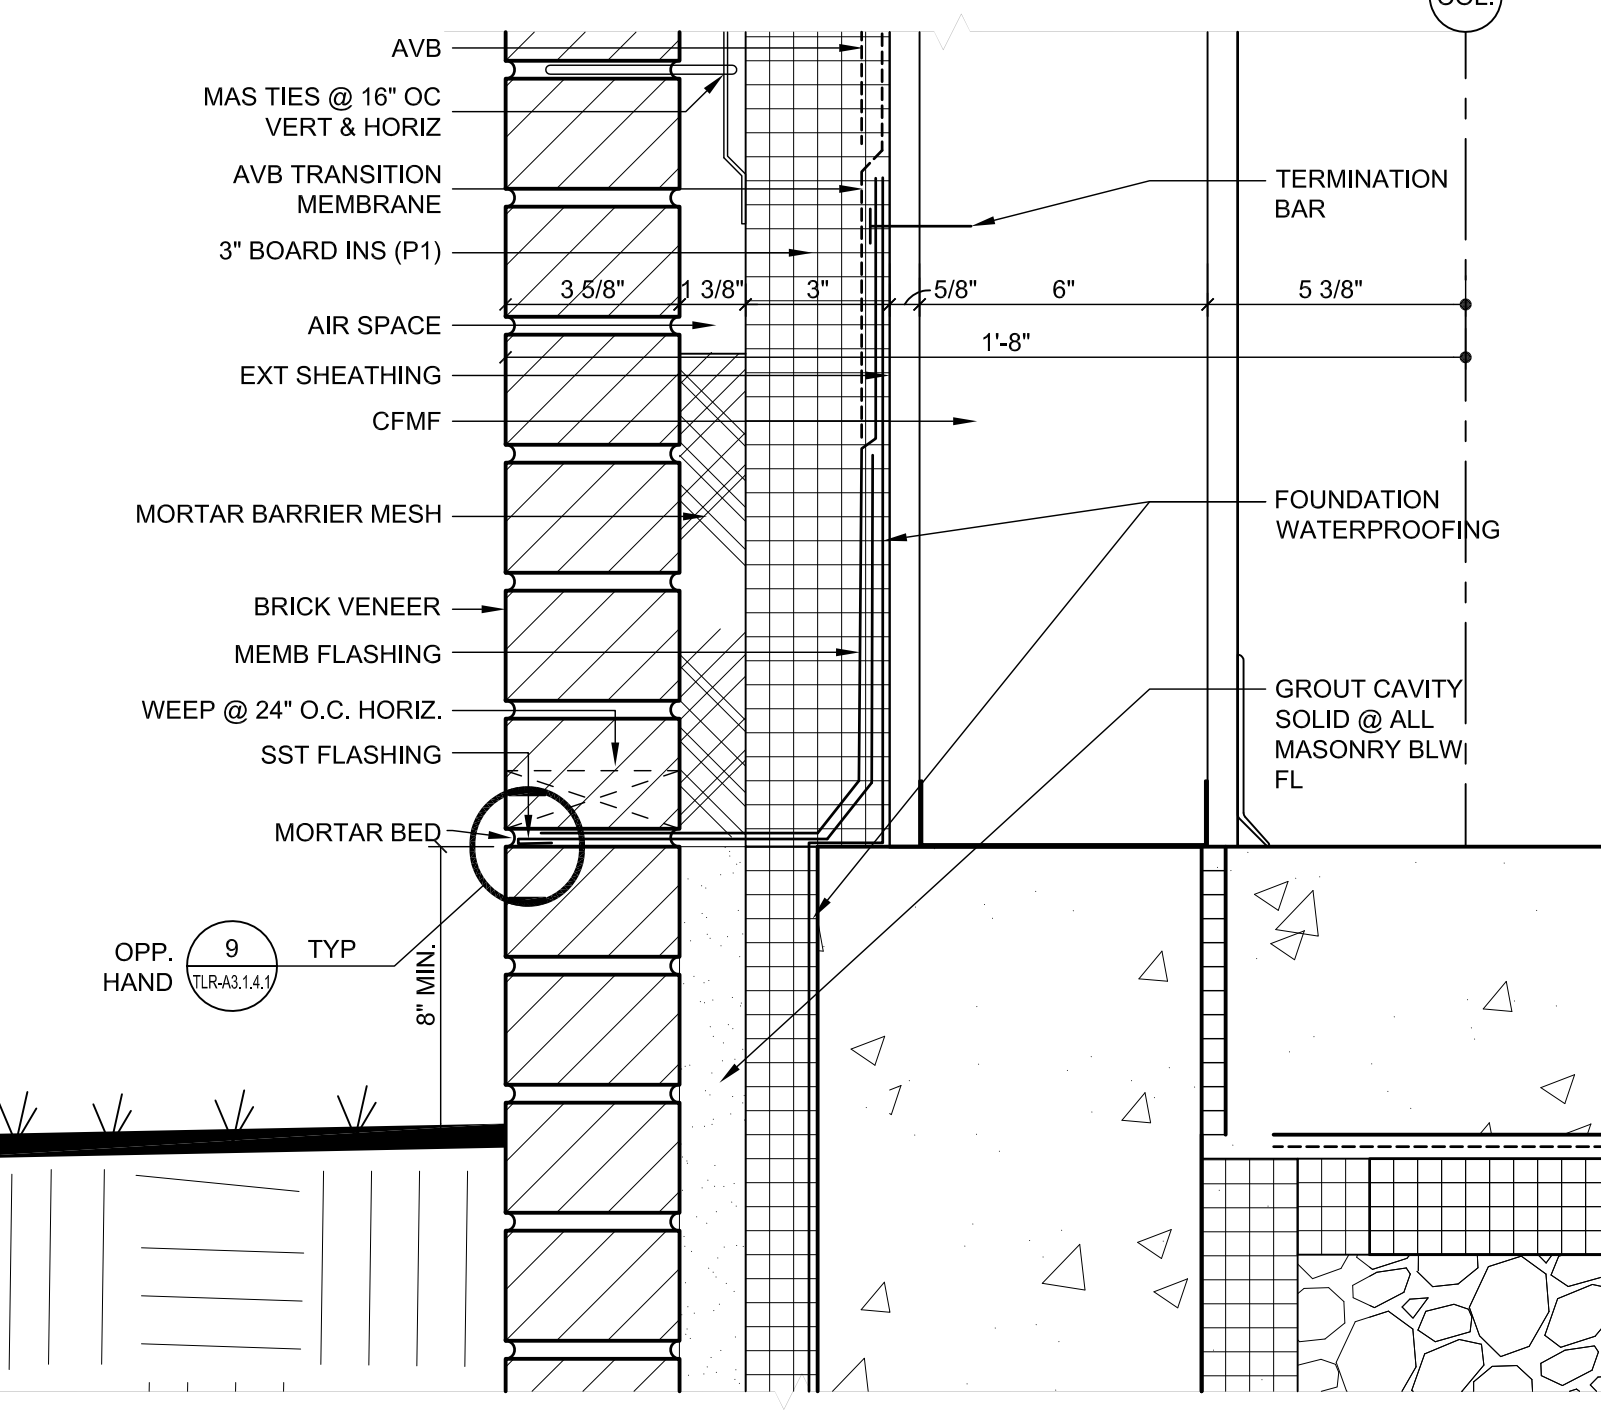 COL.
AVB
MAS TIES @ 16" OC
VERT & HORIZ
AVB TRANSITION
MEMBRANE
3" BOARD INS (P1)
AIR SPACE
EXT SHEATHING
CFMF
MORTAR BARRIER MESH
BRICK VENEER
MEMB FLASHING
WEEP @ 24" O.C. HORIZ.
SST FLASHING
MORTAR BED
TERMINATION
BAR
3 5/8"
1 3/8"
3"
5/8"
6"
5 3/8"
1'-8"
FOUNDATION
WATERPROOFING
GROUT CAVITY
SOLID @ ALL
MASONRY BLW
FL
OPP.
HAND
9
TLR-A3.1.4.1
TYP
8" MIN.